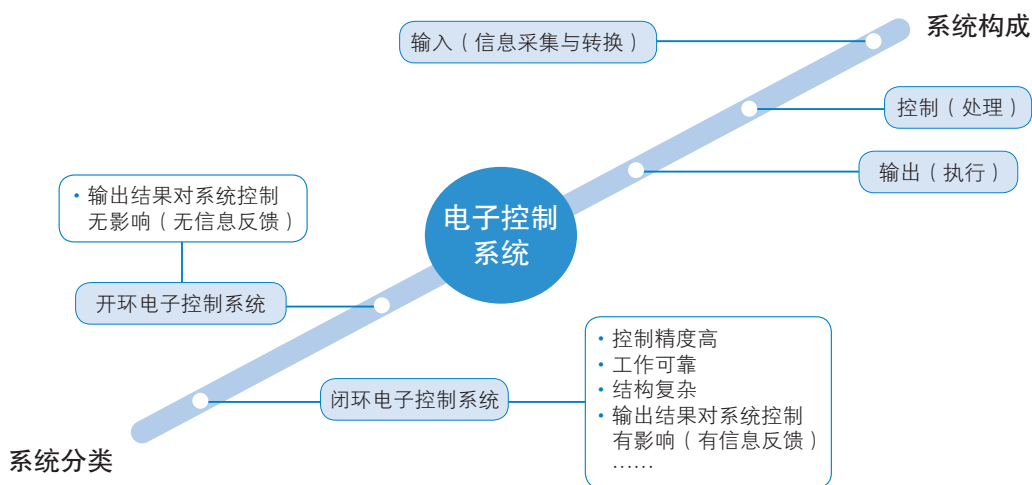 系统构成
输入（信息采集与转换）
控制（处理）
输出（执行）
电子控制
系统
• 输出结果对系统控制
无影响（无信息反馈）
开环电子控制系统
闭环电子控制系统
• 控制精度高
• 工作可靠
• 结构复杂
• 输出结果对系统控制
有影响（有信息反馈）
……
系统分类